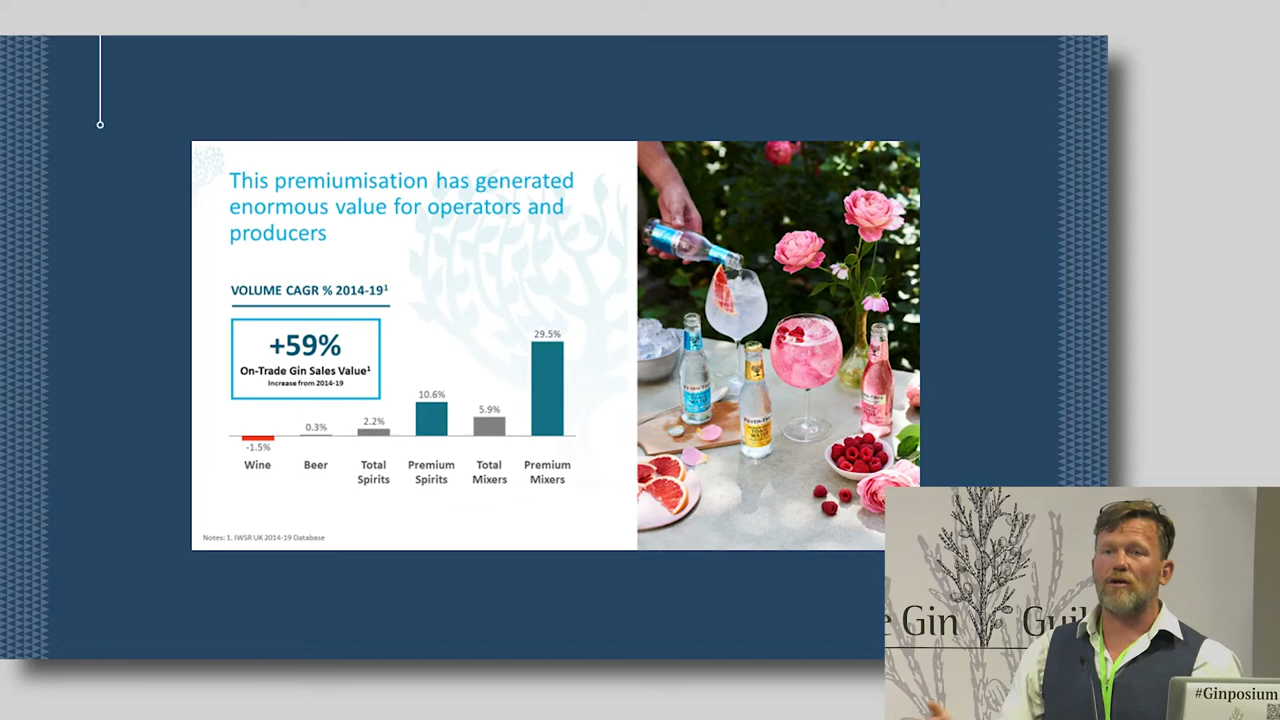 This premiumisation has generated
enormous value for operators and
producers
VOLUME CAGR % 2014-19¹
+59%
On-Trade Gin Sales Value¹
Increase from 2014-19
29.5%
10.6%
5.9%
2.2%
0.3%
-1.5%
Wine
Beer
Total
Spirits
Premium
Spirits
Total
Mixers
Premium
Mixers
Notes: 1. IWSR UK 2014-19 Database
TONIC
WATER
e Gin Guil
#Ginposium